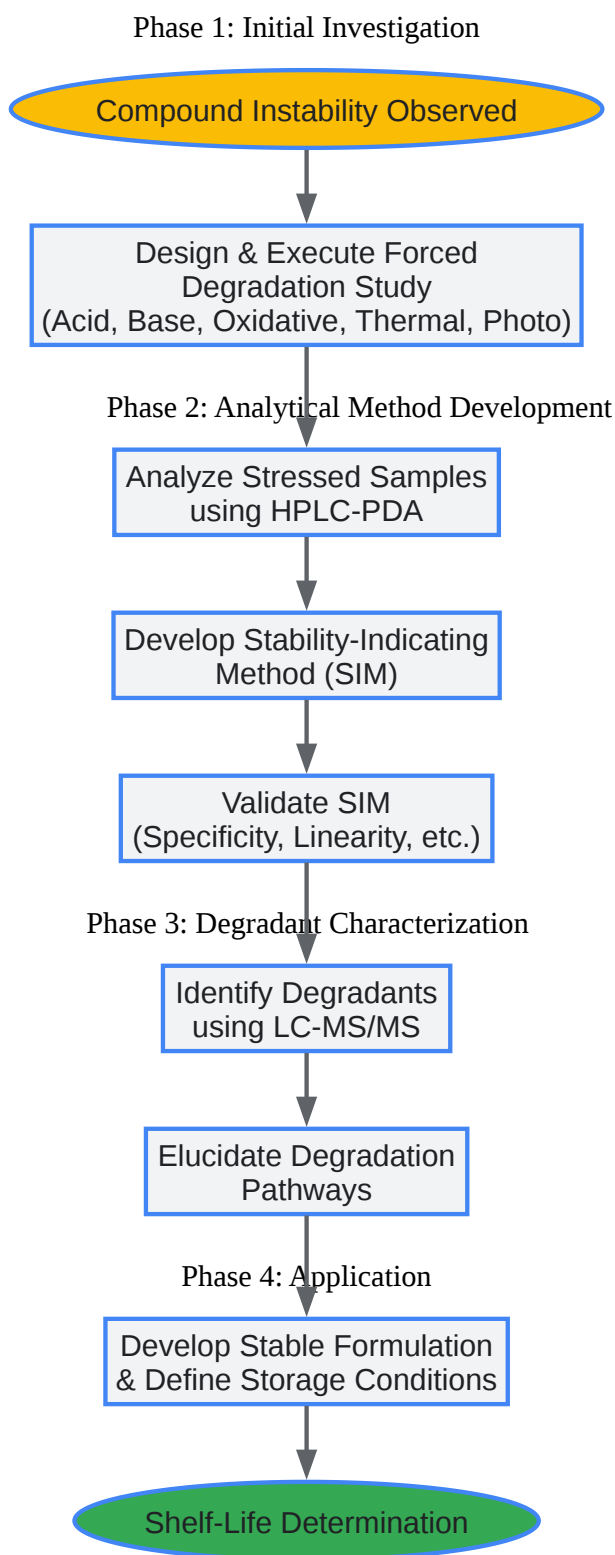 Phase 1: Initial Investigation
Compound Instability Observed
Design & Execute Forced
Degradation Study
(Acid, Base, Oxidative, Thermal, Photo)
Phase 2: Analytical Method Development
Analyze Stressed Samples
using HPLC-PDA
Develop Stability-Indicating
Method (SIM)
Validate SIM
(Specificity, Linearity, etc.)
Phase 3: Degradant Characterization
Identify Degradants
using LC-MS/MS
Elucidate Degradation
Pathways
Phase 4: Application
Develop Stable Formulation
& Define Storage Conditions
Shelf-Life Determination